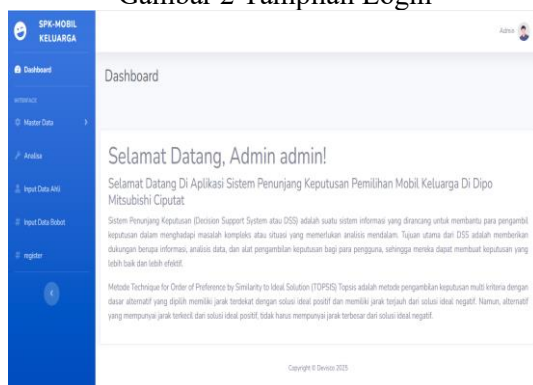 Gambar 2 Tampilan Login
SPK-MOBIL
KELUARGA
Admin
Dashboard
Dashboard
INTERFACE
Master Data
Analisa
Input Data Ahli
Input Data Bobot
register
Selamat Datang, Admin admin!
Selamat Datang Di Aplikasi Sistem Penunjang Keputusan Pemilihan Mobil Keluarga Di Dipo
Mitsubishi Ciputat
Sistem Penunjang Keputusan (Decision Support System atau DSS) adalah suatu sistem informasi yang dirancang untuk membantu para pengambil
keputusan dalam menghadapi masalah kompleks atau situasi yang memerlukan analisis mendalam. Tujuan utama dari DSS adalah memberikan
dukungan berupa informasi, analisis data, dan alat pengambilan keputusan bagi para pengguna, sehingga mereka dapat membuat keputusan yang
lebih baik dan lebih efektif.
Metode Technique for Order of Preference by Similarity to Ideal Solution (TOPSIS) Topsis adalah metode pengambilan keputusan multi kriteria dengan
dasar alternatif yang dipilih memiliki jarak terdekat dengan solusi ideal positif dan memiliki jarak terjauh dari solusi ideal negatif. Namun, alternatif
yang mempunyai jarak terkecil dari solusi ideal positif, tidak harus mempunyai jarak terbesar dari solusi ideal negatif.
Copyright © Devisco 2025